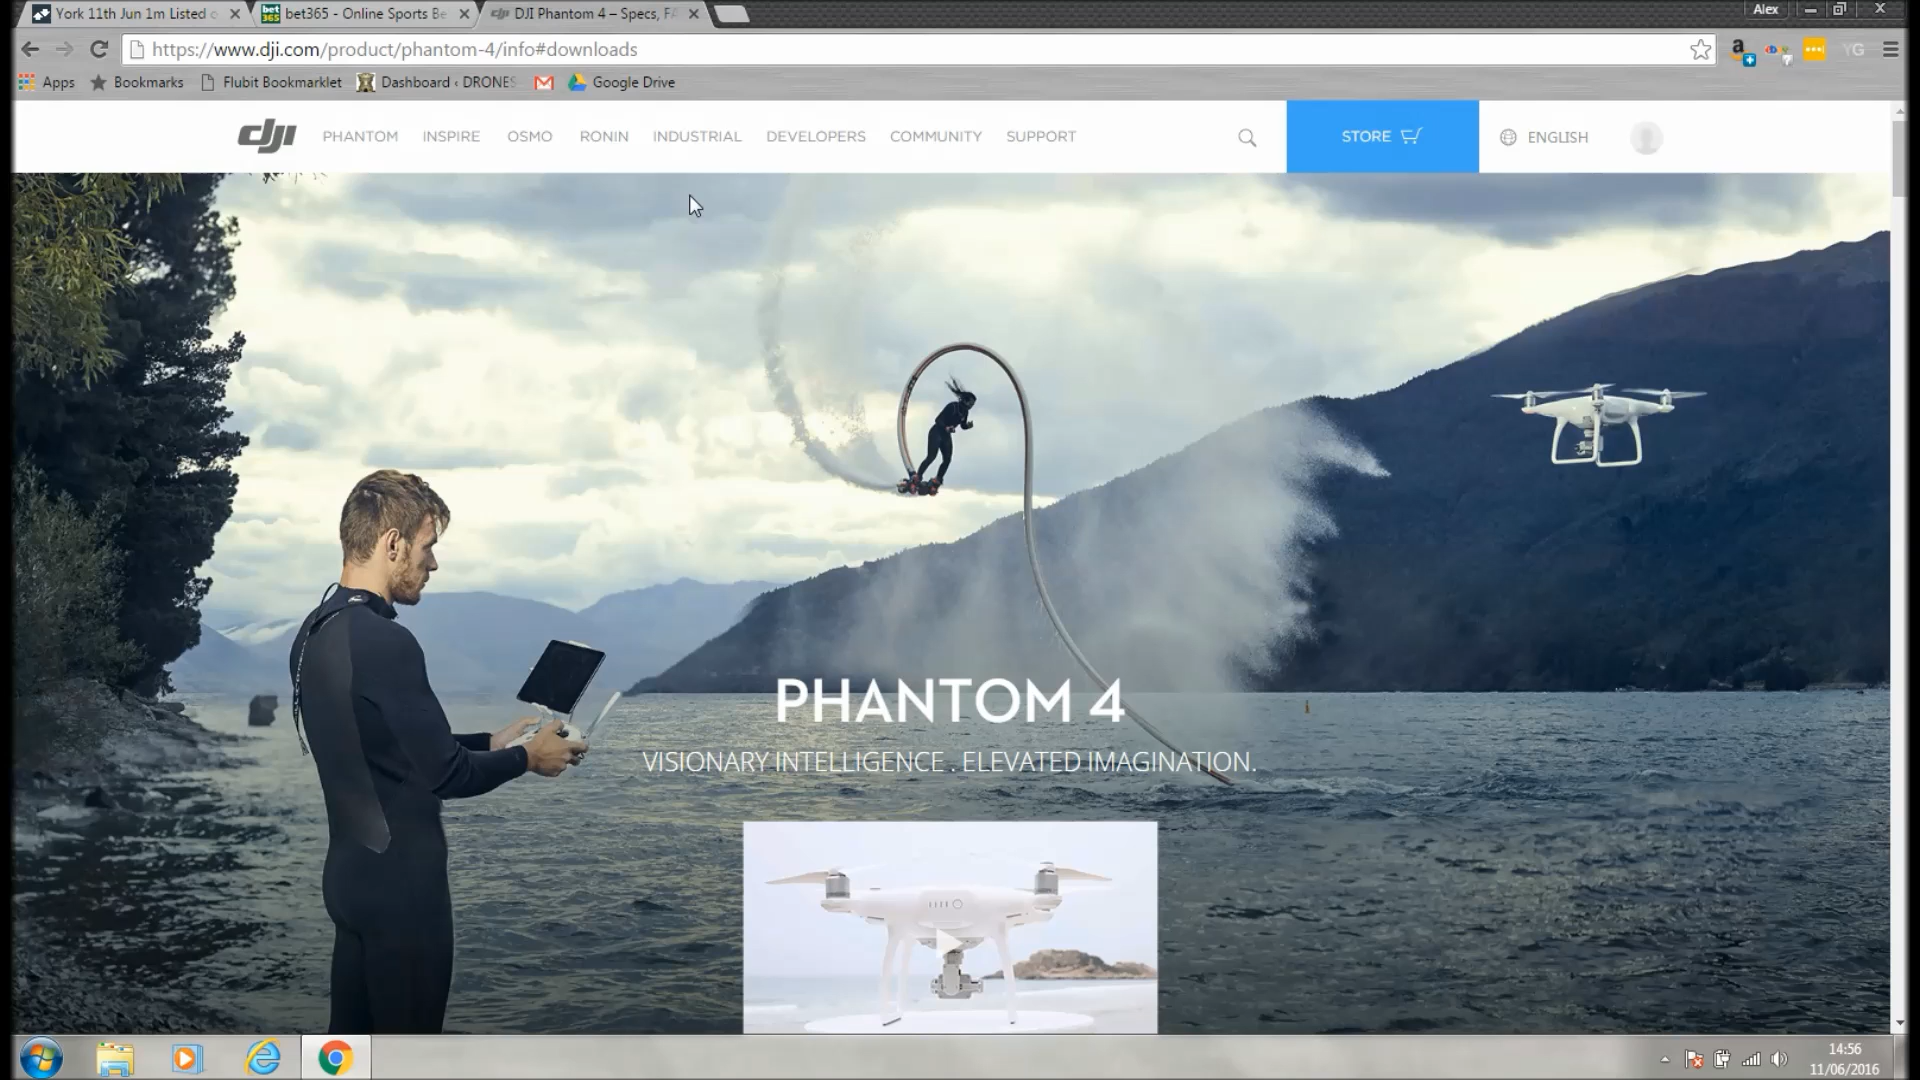 York 11th Jun 1m Listed
bet365 - Online Sports Be
DJI Phantom 4 – Specs, FA
Alex
https://www.dji.com/product/phantom-4/info#downloads
YG
Apps
Bookmarks
Flubit Bookmarklet
Dashboard ‹ DRONES
Google Drive
dji
PHANTOM
INSPIRE
OSMO
RONIN
INDUSTRIAL
DEVELOPERS
COMMUNITY
SUPPORT
STORE
ENGLISH
PHANTOM 4
VISIONARY INTELLIGENCE . ELEVATED IMAGINATION.
14:56
11/06/2016